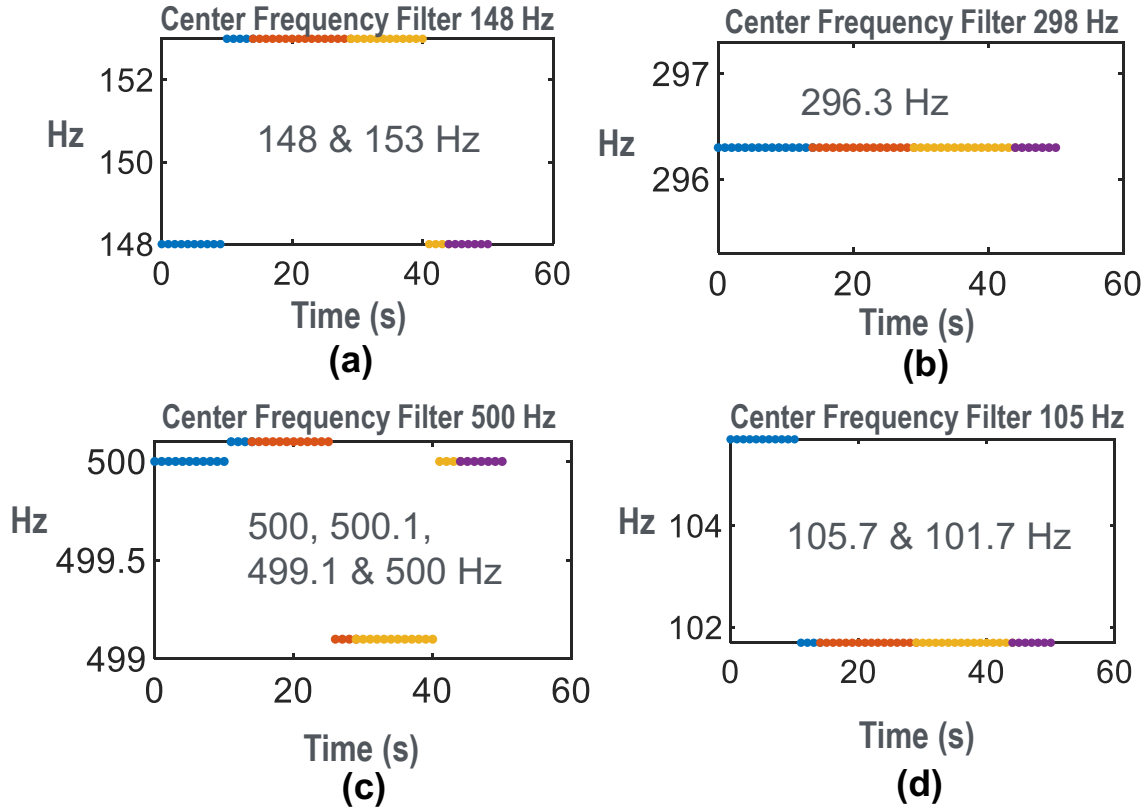 Center Frequency Filter 148 Hz
152
150
148
Hz
148 & 153 Hz
0 20 40 60
Time (s)
(a)
Center Frequency Filter 298 Hz
297
296
Hz
296.3 Hz
0 20 40 60
Time (s)
(b)
Center Frequency Filter 500 Hz
500
499.5
499
Hz
500, 500.1,
499.1 & 500 Hz
0 20 40 60
Time (s)
(c)
Center Frequency Filter 105 Hz
104
102
Hz
105.7 & 101.7 Hz
0 20 40 60
Time (s)
(d)